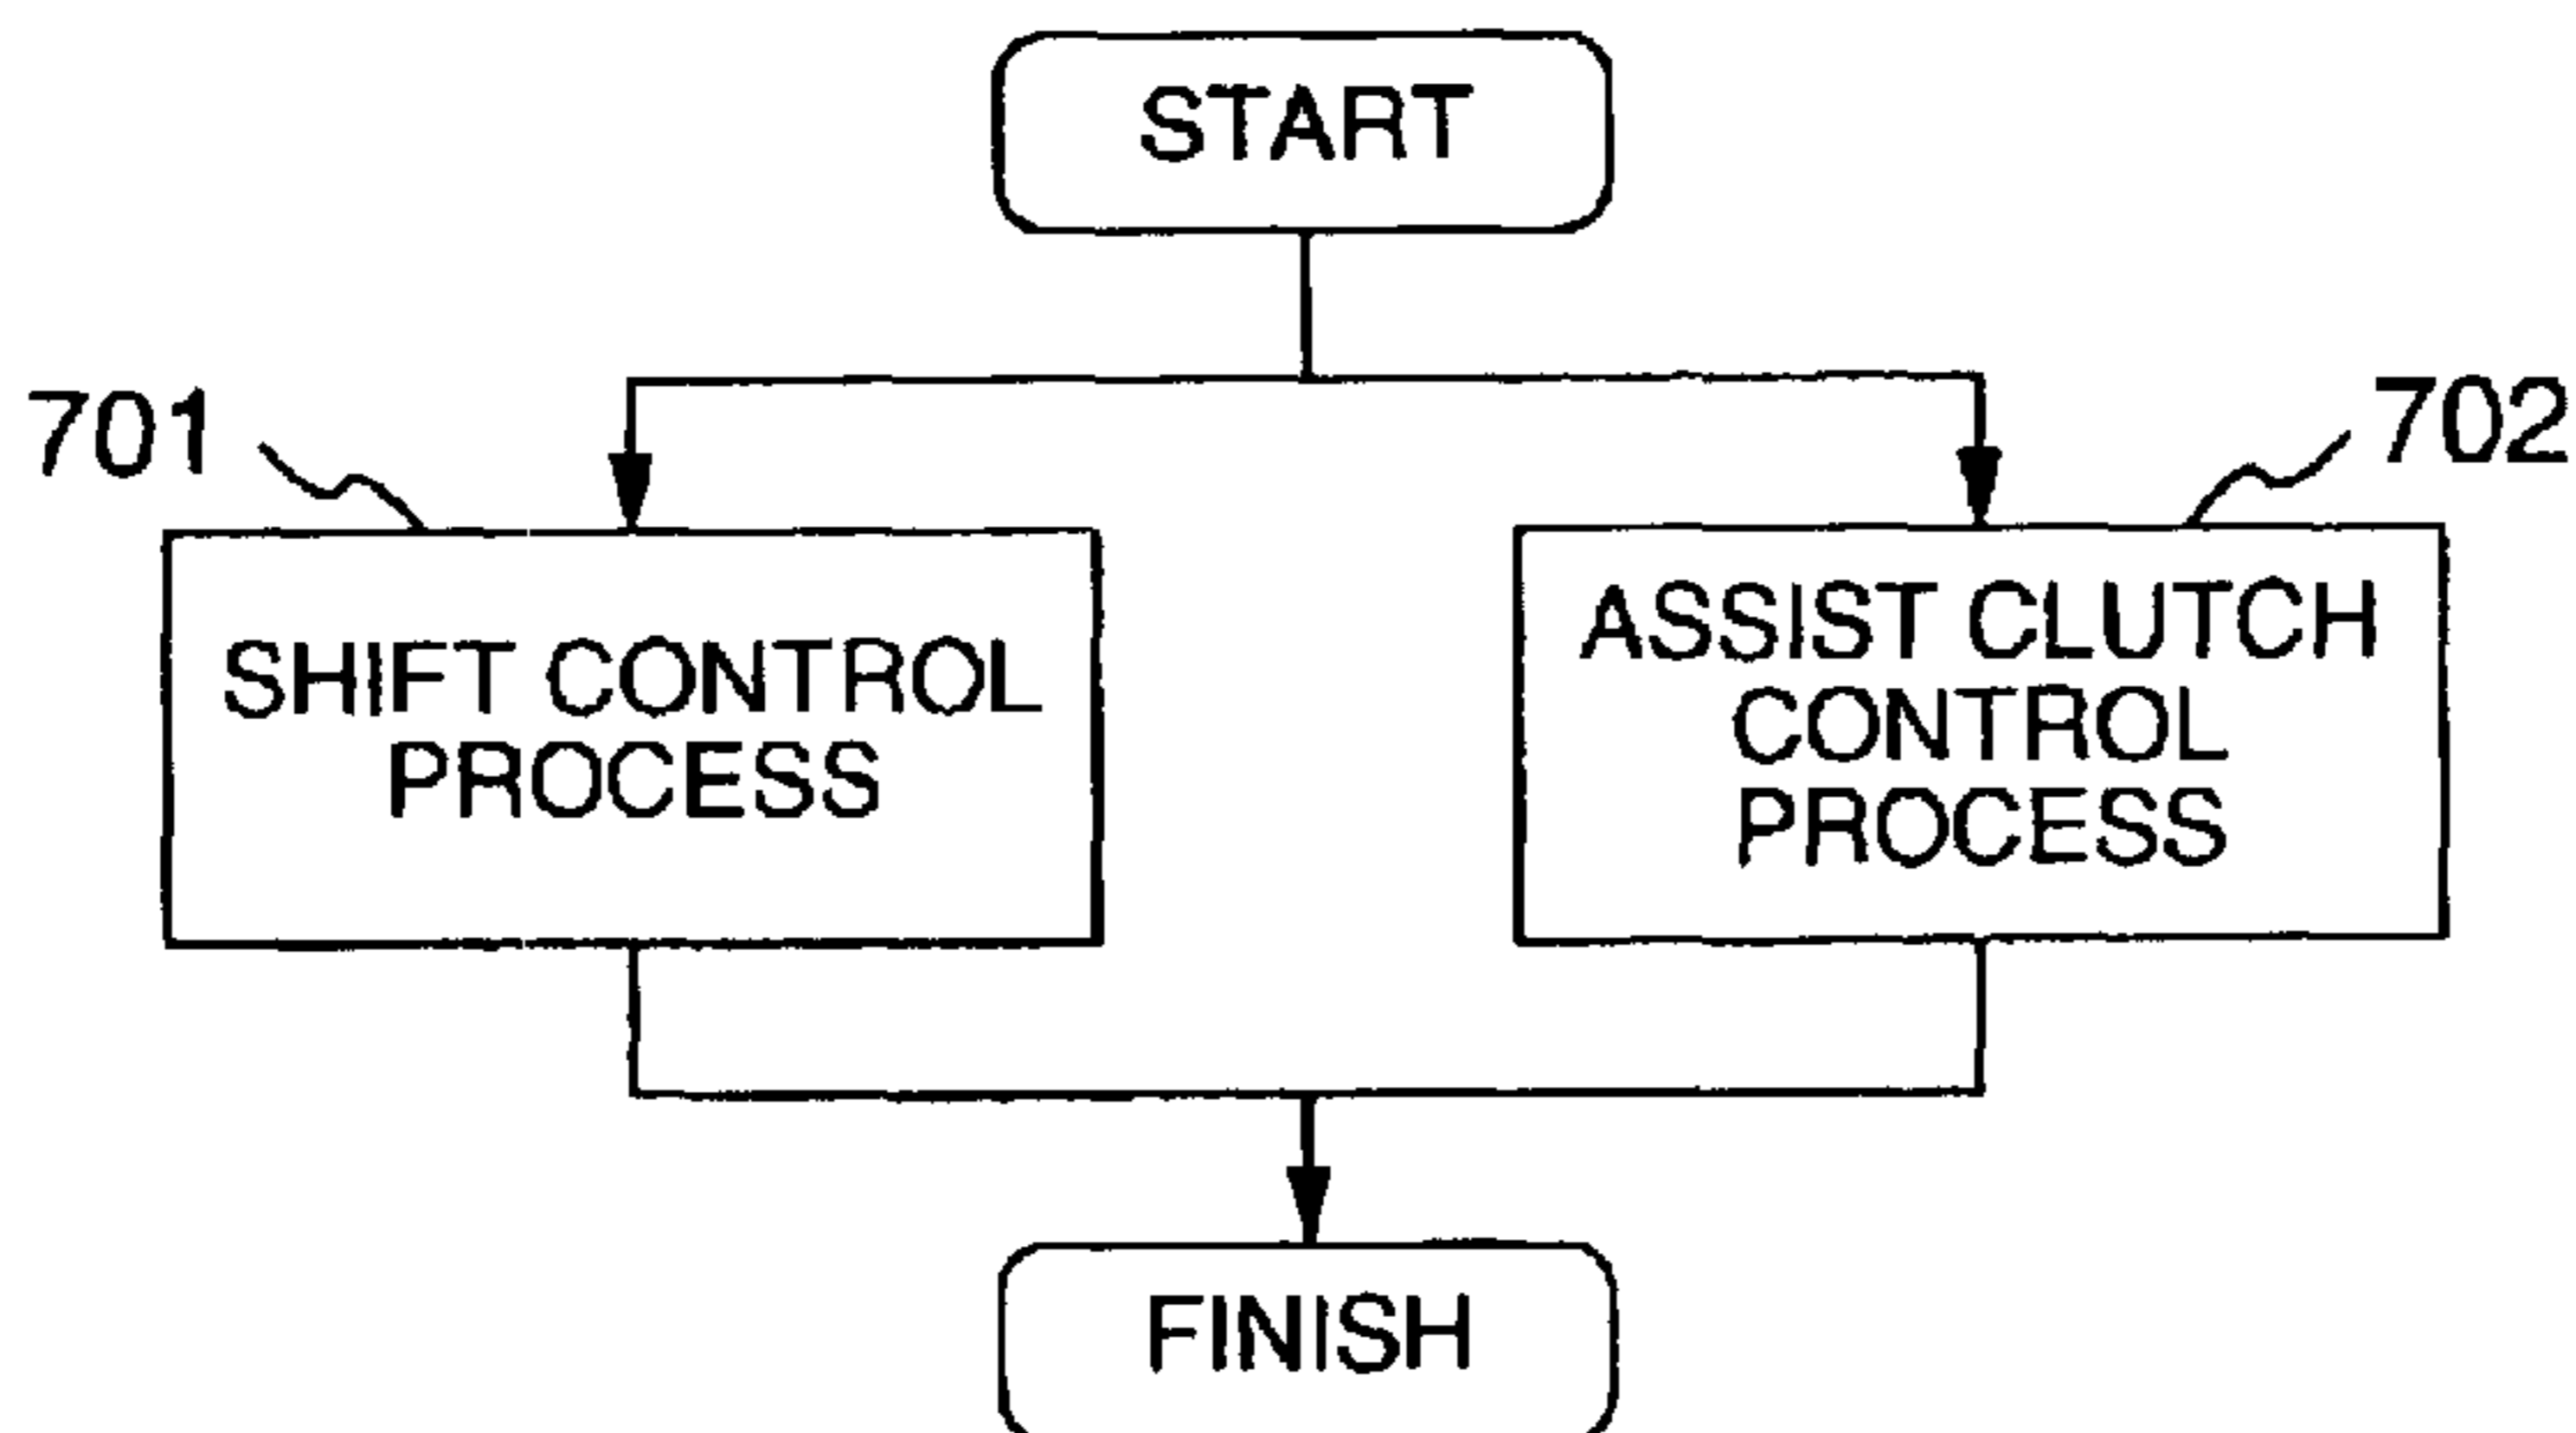 START
701
702
SHIFT CONTROL
PROCESS
ASSIST CLUTCH
CONTROL
PROCESS
FINISH